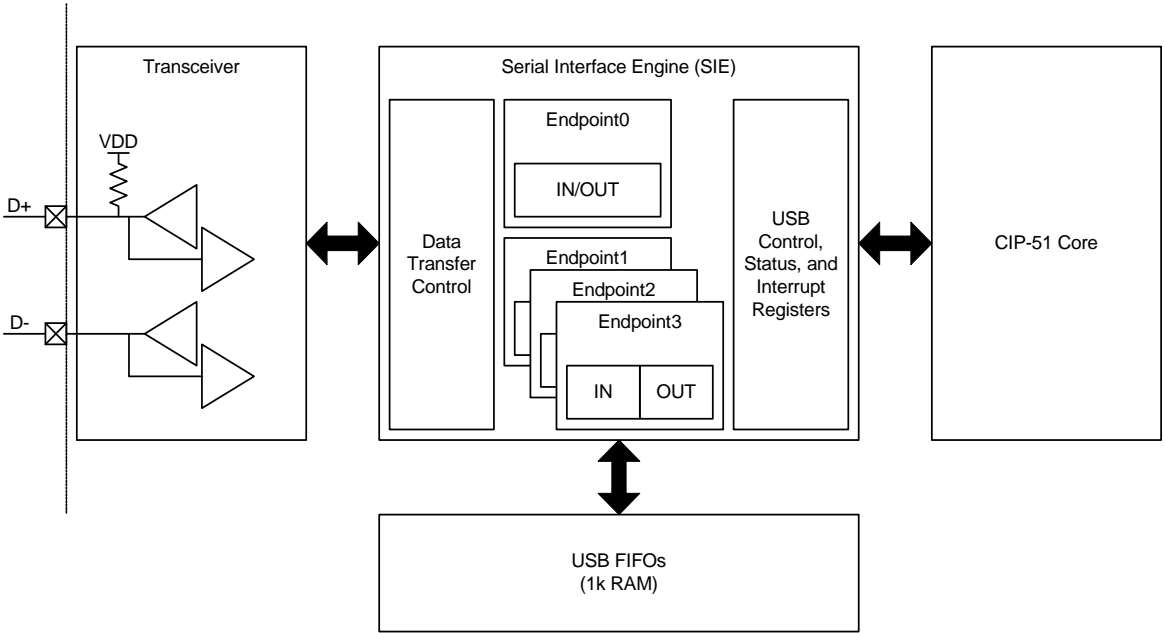 Transceiver
VDD
D+
D-
Serial Interface Engine (SIE)
Data
Transfer
Control
Endpoint0
IN/OUT
Endpoint1
Endpoint2
Endpoint3
IN
OUT
USB
Control,
Status, and
Interrupt
Registers
CIP-51 Core
USB FIFOs
(1k RAM)